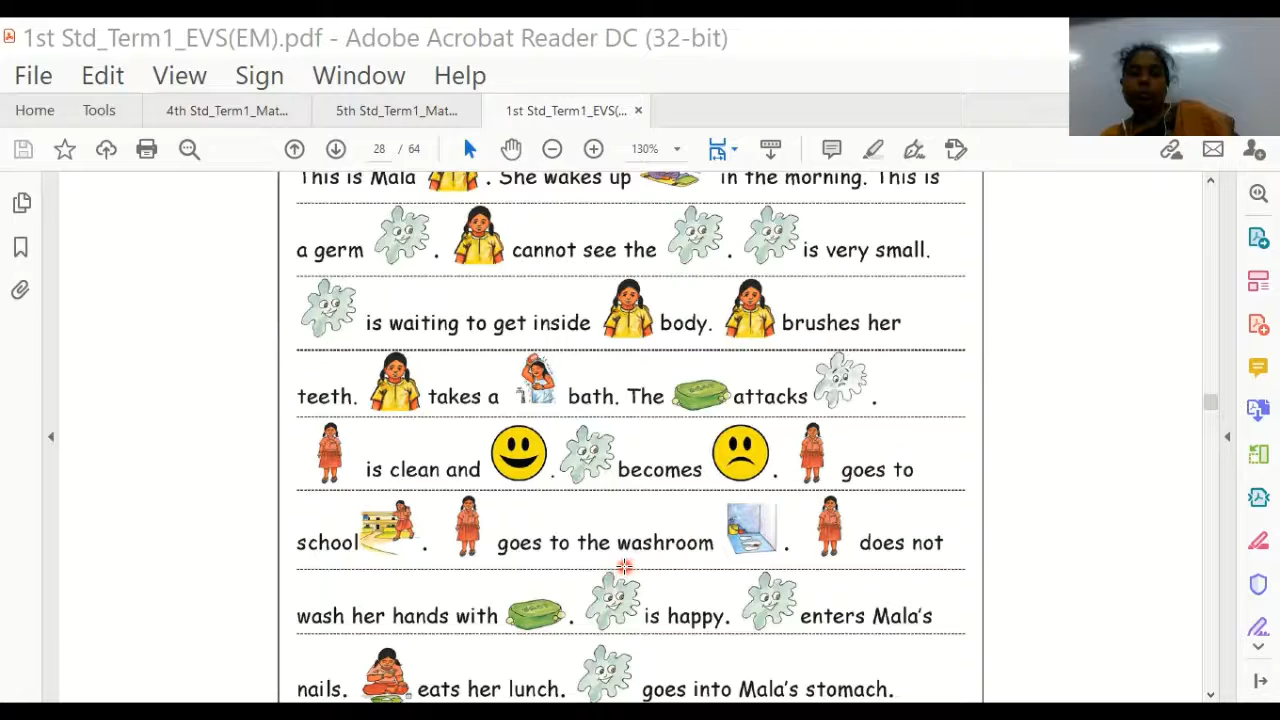 1st Std_Term1_EVS(EM).pdf - Adobe Acrobat Reader DC (32-bit)
File Edit View Sign Window Help
Home Tools 4th Std_Term1_Mat... 5th Std_Term1_Mat... 1st Std_Term1_EVS(... ×
28 / 64 130%
This is Mala . She wakes up in the morning. This is
a germ . cannot see the . is very small.
is waiting to get inside body. brushes her
teeth. takes a bath. The attacks .
is clean and . becomes . goes to
school . goes to the washroom . does not
wash her hands with . is happy. enters Mala's
nails. eats her lunch. goes into Mala's stomach.